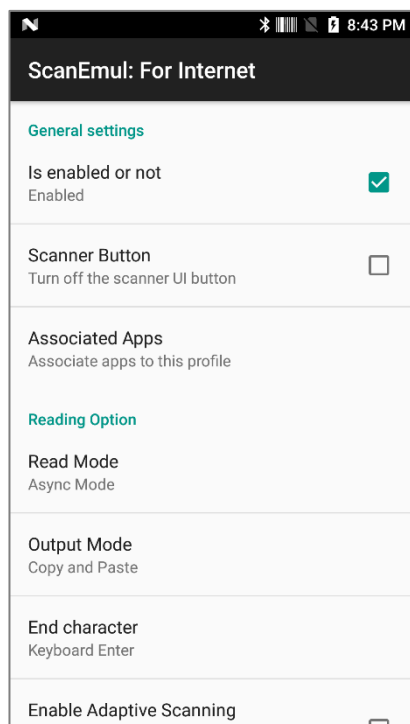 8:43 PM
ScanEmul: For Internet
General settings
Is enabled or not
Enabled
Scanner Button
Turn off the scanner UI button
Associated Apps
Associate apps to this profile
Reading Option
Read Mode
Async Mode
Output Mode
Copy and Paste
End character
Keyboard Enter
Enable Adaptive Scanning